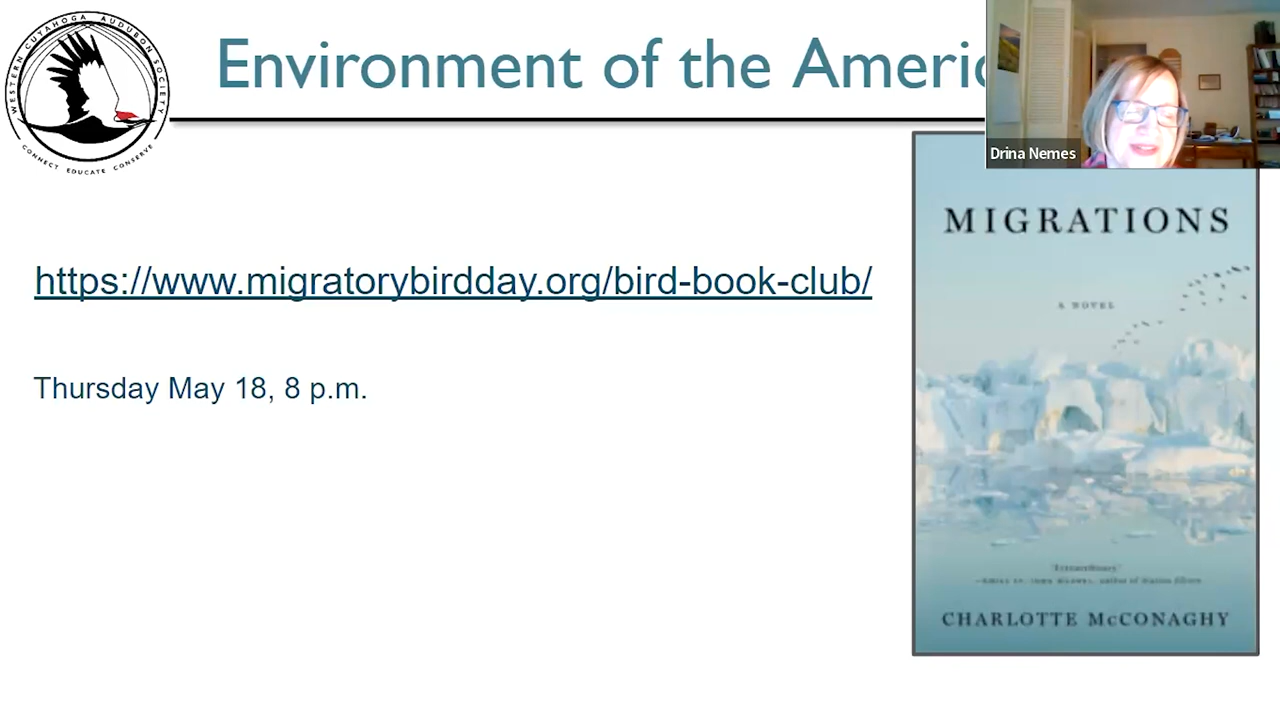 WESTERN CUYAHOGA AUDUBON SOCIETY
CONNECT EDUCATE CONSERVE
Environment of the Americ
Drina Nemes
MIGRATIONS
A NOVEL
https://www.migratorybirdday.org/bird-book-club/
Thursday May 18, 8 p.m.
"Extraordinary"
CHARLOTTE McCONAGHY